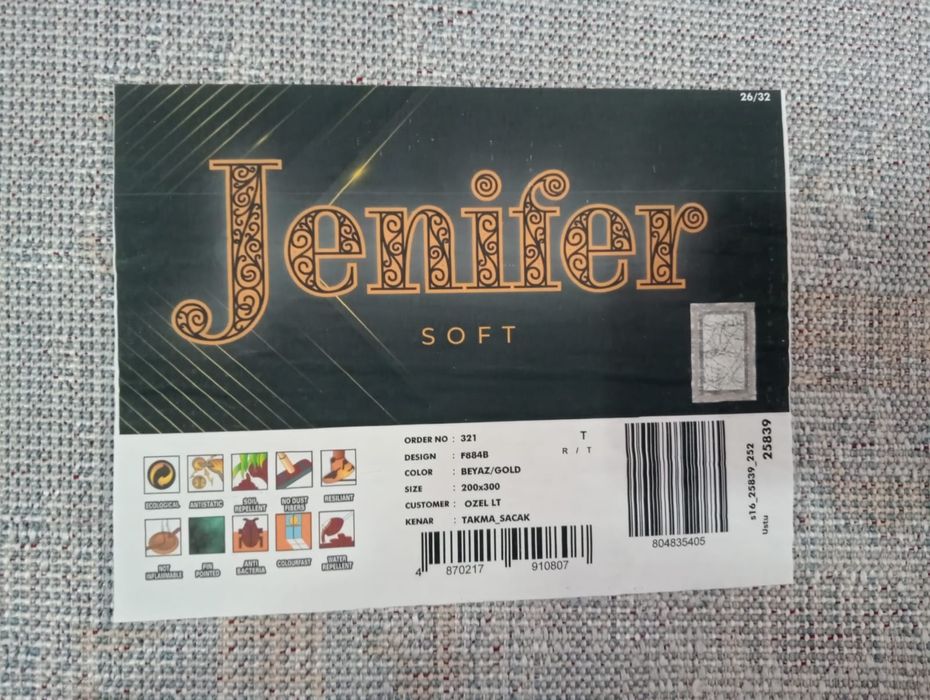 26/32
Jenifer
SOFT
ECOLOGICAL
ANTISTATIC
SOIL REPELLENT
NO DUST FIBERS
RESILIANT
NOT INFLAMMABLE
PIN POINTED
ANTI BACTERIA
COLOURFAST
WATER REPELLENT
ORDER NO : 321
DESIGN : F884B
COLOR : BEYAZ/GOLD
SIZE : 200x300
CUSTOMER : OZEL LT
KENAR : TAKMA_SACAK
T
R / T
4 870217 910807
804835405
s16_25839_252
Ustu
25839